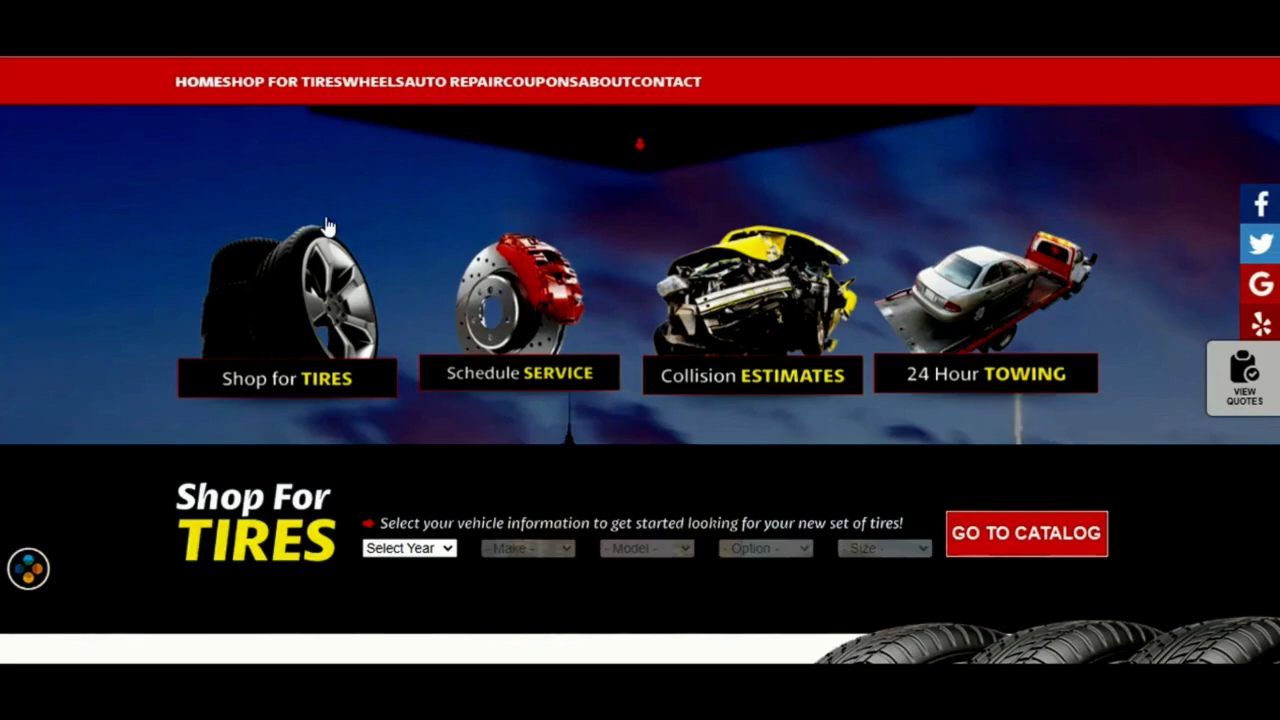 HOMESHOP FOR TIRESWHEELSAUTO REPAIRCOUPONSABOUTCONTACT
Shop for TIRES
Schedule SERVICE
Collision ESTIMATES
24 Hour TOWING
VIEW
QUOTES
Shop For
TIRES
Select your vehicle information to get started looking for your new set of tires!
Select Year
- Make -
- Model -
- Option -
- Size -
GO TO CATALOG